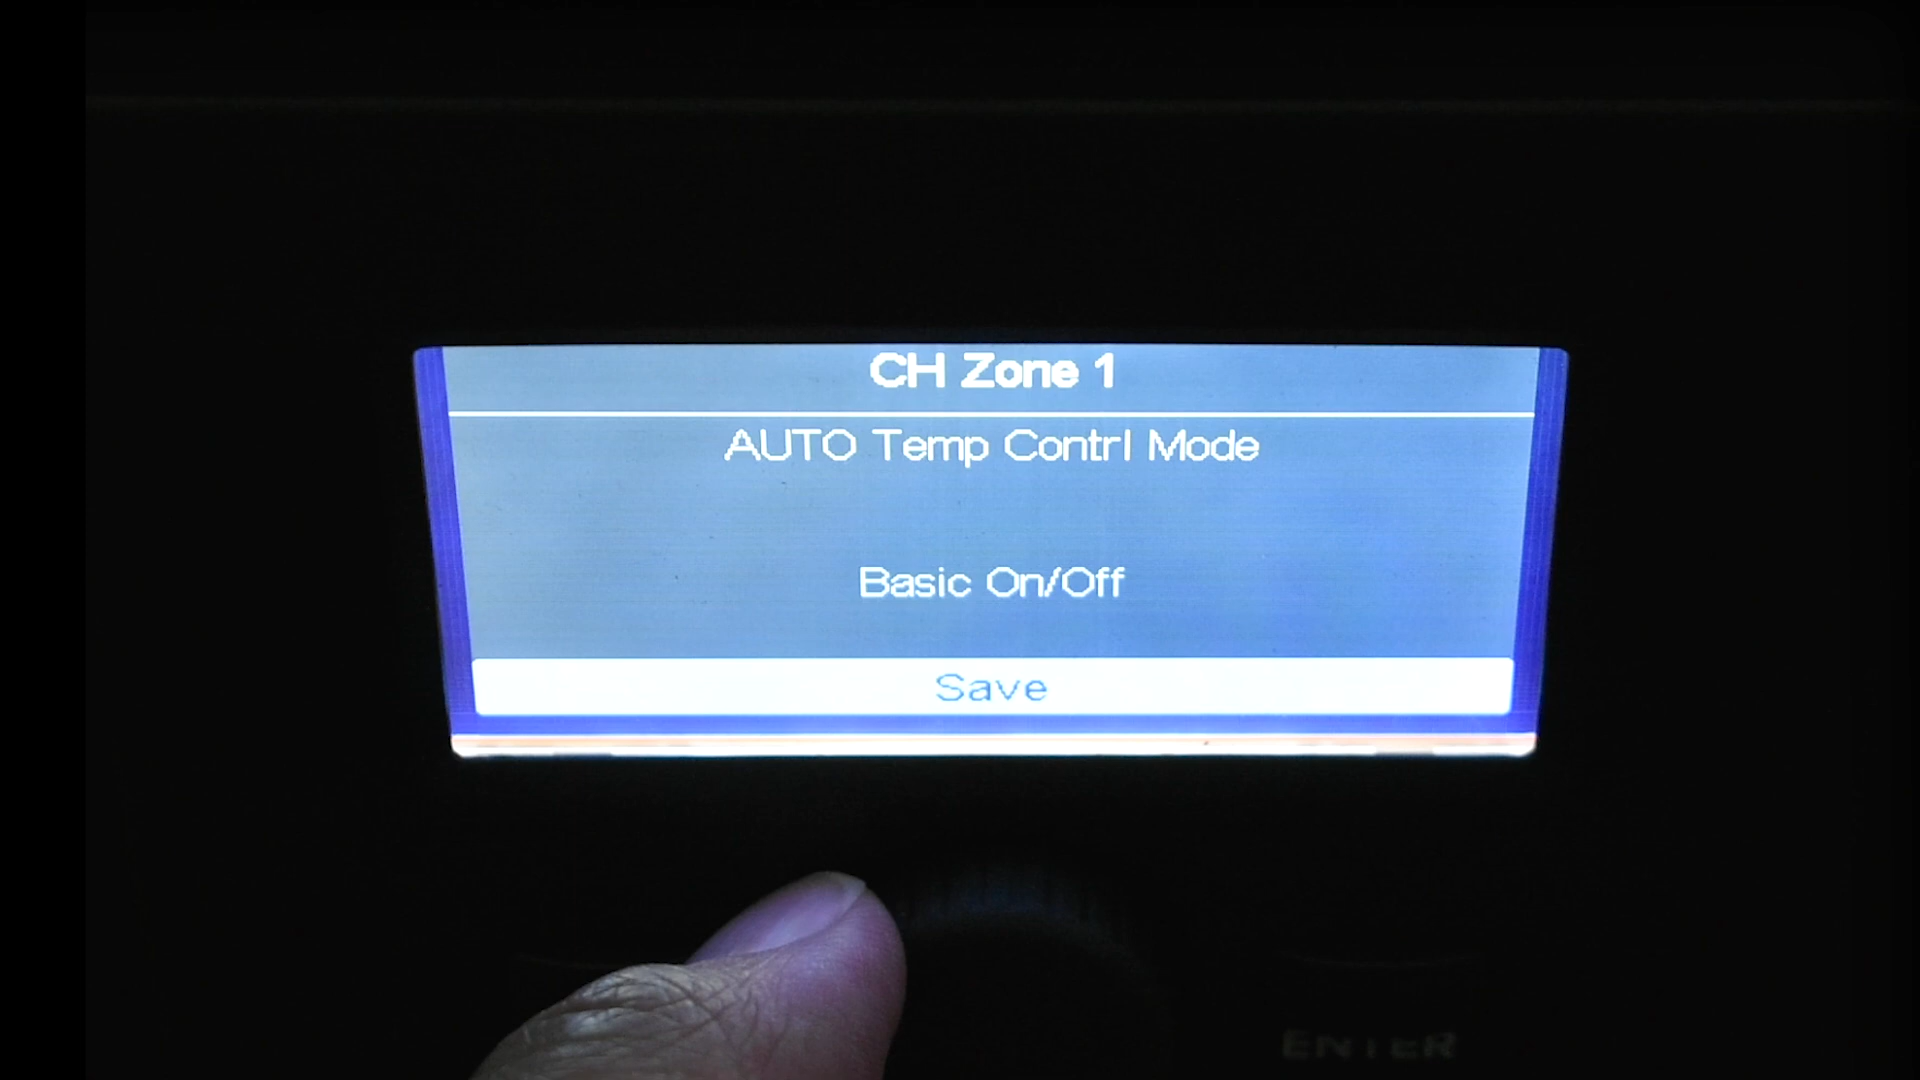 CH Zone 1
AUTO Temp Contrl Mode
Basic On/Off
Save
ENTER